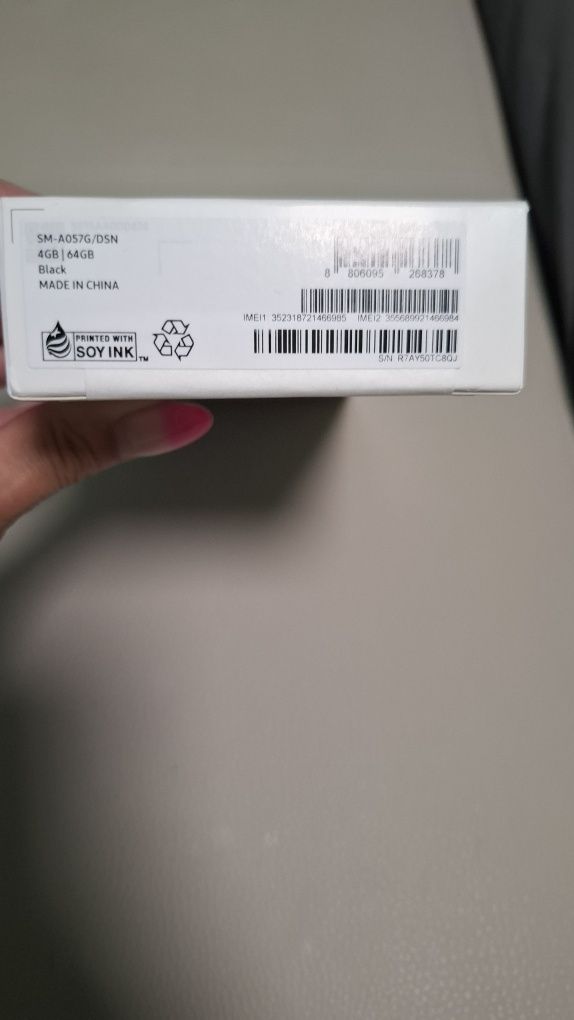 SM-A057G/DSN
4GB | 64GB
Black
MADE IN CHINA
8 806095 268378
IMEI1 352318721466985 IMEI2 355689921466984
S/N R7AY50TC8QJ
PRINTED WITH
SOY INK TM